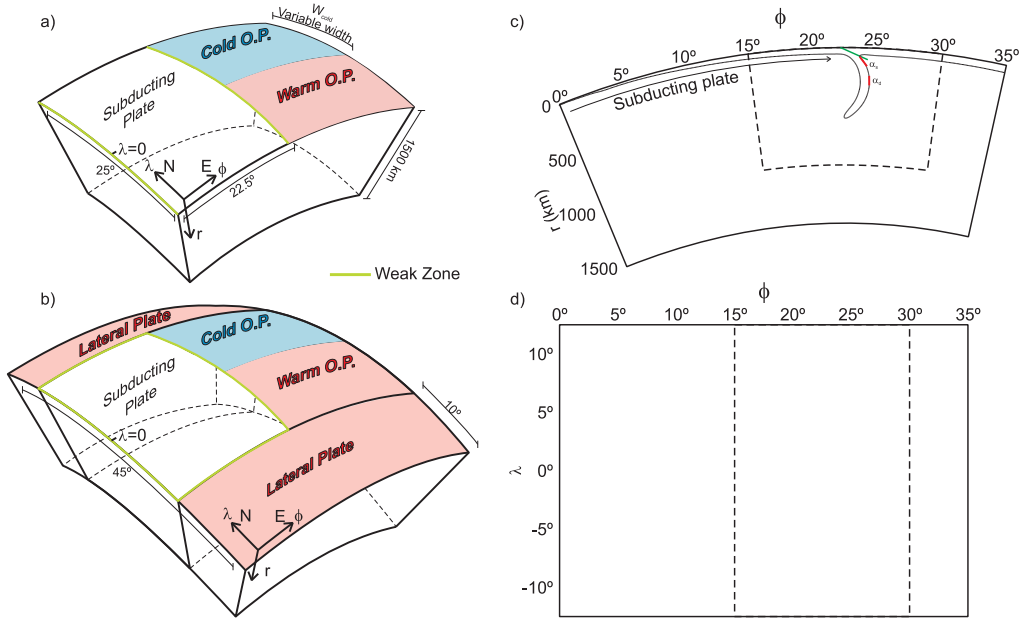 a)
W_cold
Variable width
Cold O.P.
Warm O.P.
Subducting
Plate
λ=0
25º
λ N
E ϕ
22.5º
r
1500 km
Weak Zone
b)
Lateral Plate
Cold O.P.
Subducting
Plate
Warm O.P.
λ=0
45º
10º
Lateral Plate
λ N
E ϕ
r
c)
ϕ
0º 5º 10º 15º 20º 25º 30º 35º
Subducting plate
αs
0
500
1000
1500
r (km)
d)
ϕ
0º 5º 10º 15º 20º 25º 30º 35º
10º
5º
0º
-5º
-10º
λ